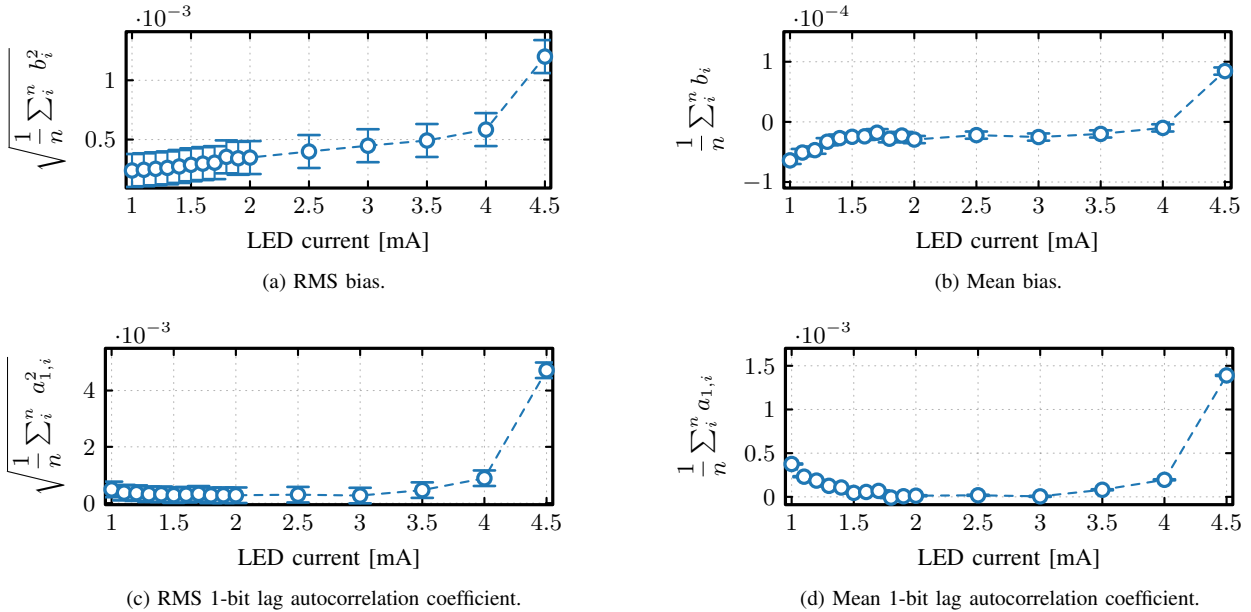 ·10⁻³
√(1/n ∑ᵢⁿ bᵢ²)
1
0.5
1 1.5 2 2.5 3 3.5 4 4.5
LED current [mA]
(a) RMS bias.
·10⁻⁴
1/n ∑ᵢⁿ bᵢ
1
0
−1
1 1.5 2 2.5 3 3.5 4 4.5
LED current [mA]
(b) Mean bias.
·10⁻³
√(1/n ∑ᵢⁿ a²₁,ᵢ)
4
2
0
1 1.5 2 2.5 3 3.5 4 4.5
LED current [mA]
(c) RMS 1-bit lag autocorrelation coefficient.
·10⁻³
1/n ∑ᵢⁿ a₁,ᵢ
1.5
1
0.5
0
1 1.5 2 2.5 3 3.5 4 4.5
LED current [mA]
(d) Mean 1-bit lag autocorrelation coefficient.